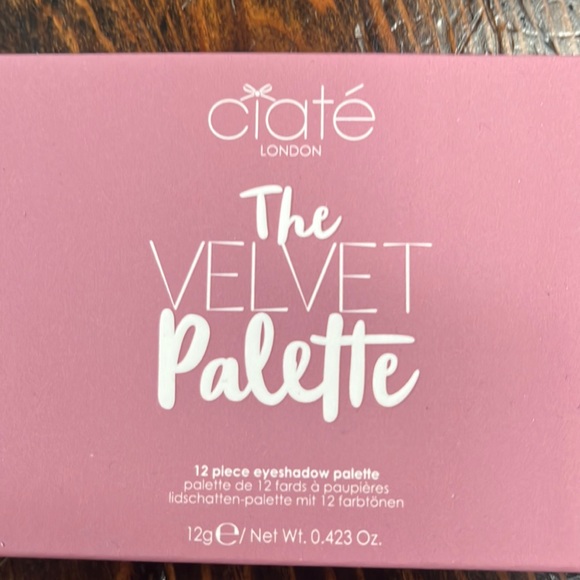 ciaté
LONDON
The
VELVET
Palette
12 piece eyeshadow palette
palette de 12 fards à paupières
lidschatten-palette mit 12 farbtönen
12g ℮/ Net Wt. 0.423 Oz.